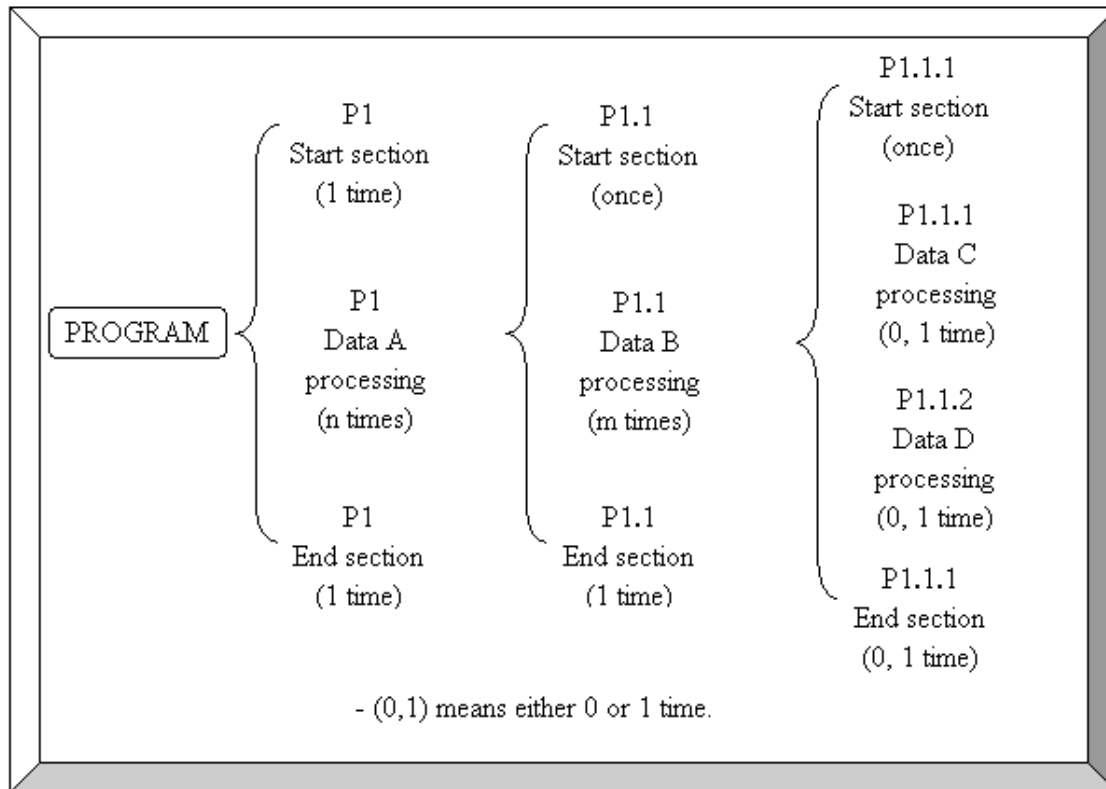 PROGRAM
P1
Start section
(1 time)
P1
Data A
processing
(n times)
P1
End section
(1 time)
P1.1
Start section
(once)
P1.1
Data B
processing
(m times)
P1.1
End section
(1 time)
P1.1.1
Start section
(once)
P1.1.1
Data C
processing
(0, 1 time)
P1.1.2
Data D
processing
(0, 1 time)
P1.1.1
End section
(0, 1 time)
- (0,1) means either 0 or 1 time.